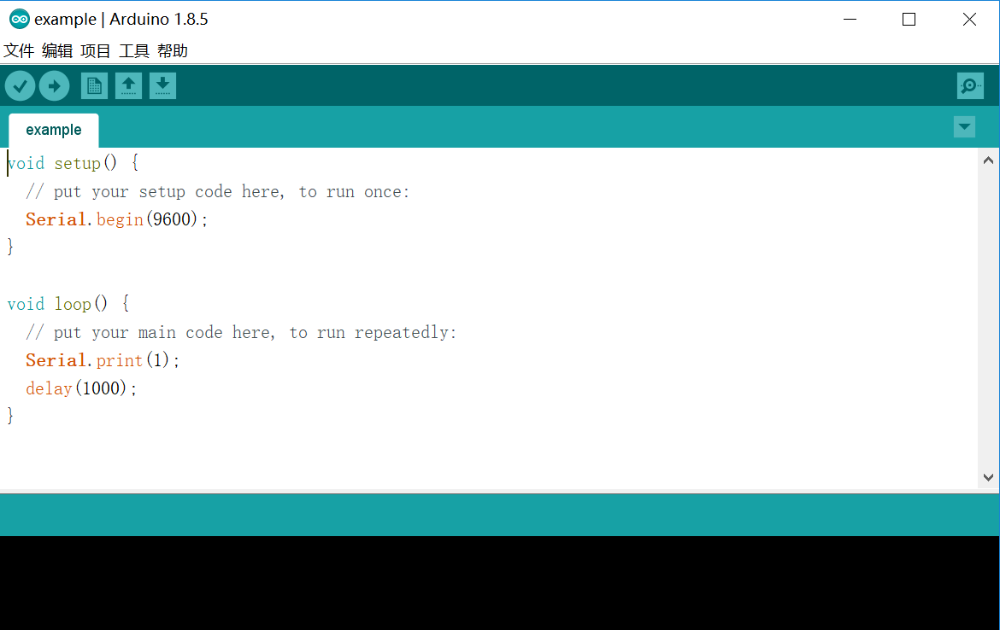 example | Arduino 1.8.5
文件 编辑 项目 工具 帮助
example
void setup() {
  // put your setup code here, to run once:
  Serial.begin(9600);
}
void loop() {
  // put your main code here, to run repeatedly:
  Serial.print(1);
  delay(1000);
}